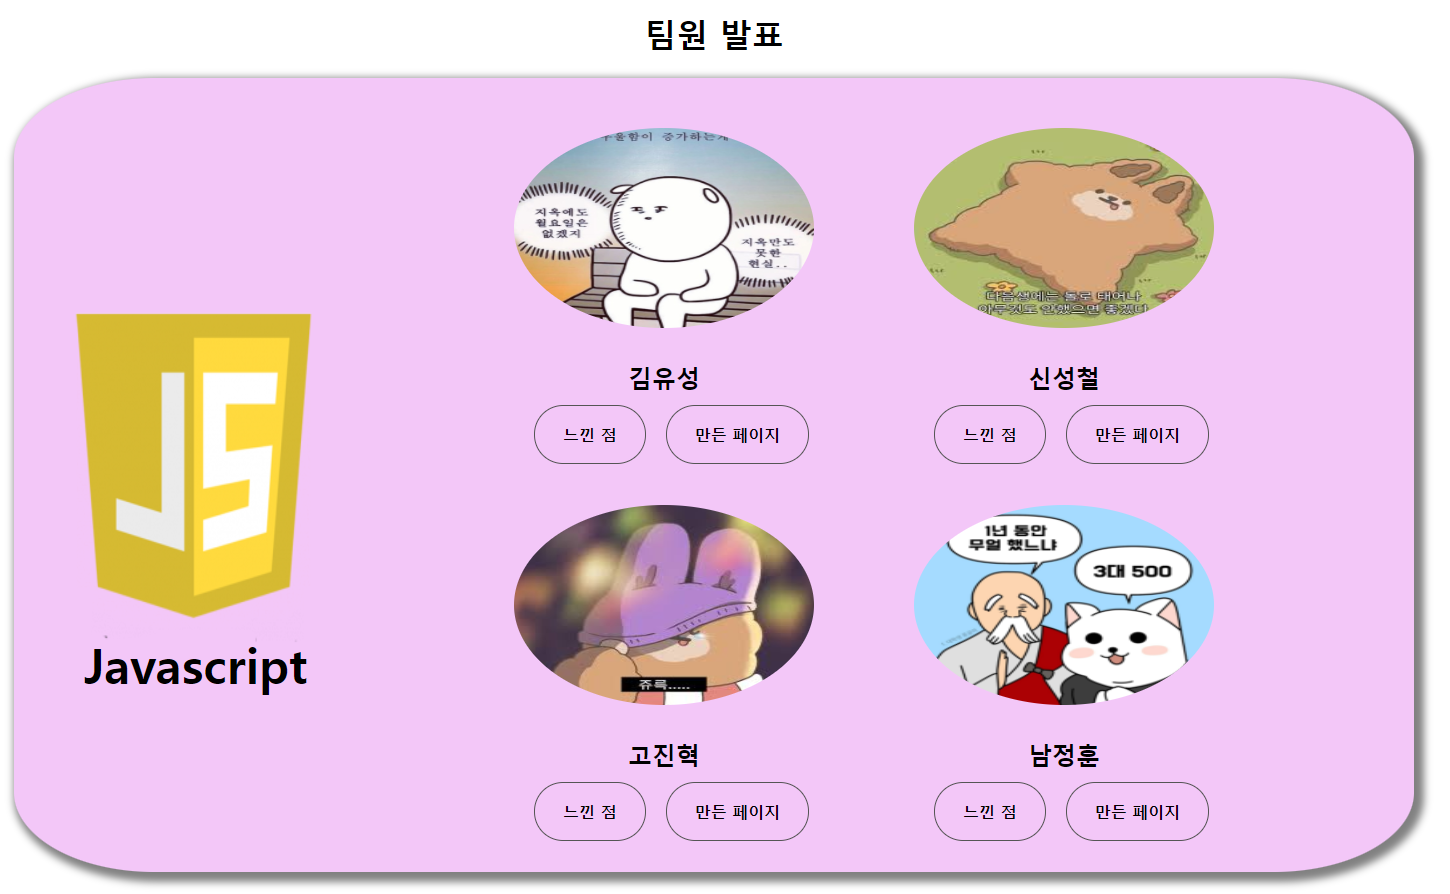 팀원 발표
우울함이 증가하는개
지옥에도
월요일은
없겠지
지옥만도
못한
현실..
다음생에는 돌로 태어나
아무것도 안했으면 좋겠다
김유성
신성철
느낀 점
만든 페이지
느낀 점
만든 페이지
JS
Javascript
쥬륵.....
1년 동안
무얼 했느냐
3대 500
고진혁
남정훈
느낀 점
만든 페이지
느낀 점
만든 페이지